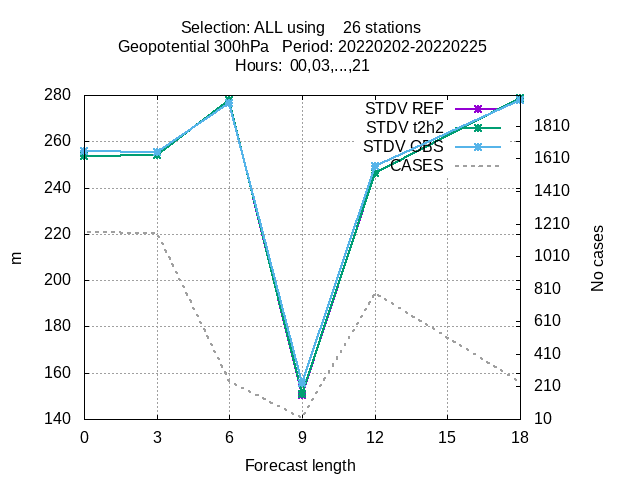 Selection: ALL using 26 stations
Geopotential 300hPa Period: 20220202-20220225
Hours: 00,03,...,21
STDV REF
STDV t2h2
STDV OBS
CASES
280
260
240
220
200
180
160
140
m
1810
1610
1410
1210
1010
810
610
410
210
10
No cases
0 3 6 9 12 15 18
Forecast length